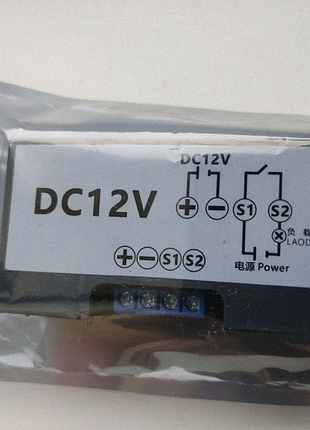 DC12V
DC12V
+ − S1 S2
负 载
LAOD
电源 Power
+ − S1 S2